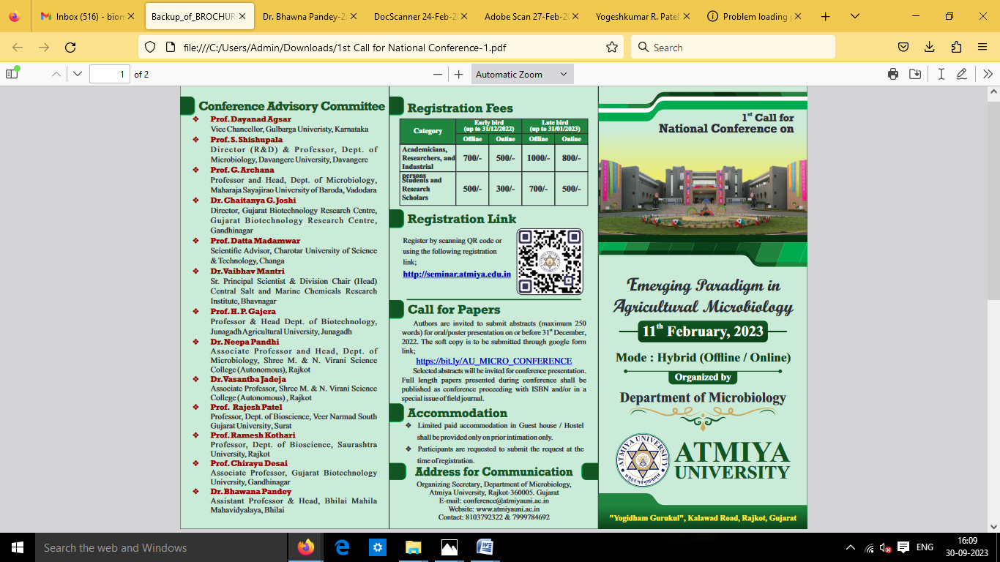 Inbox (516) - biom
Backup_of_BROCHUR
Dr. Bhawna Pandey-2
DocScanner 24-Feb-20
Adobe Scan 27-Feb-20
Yogeshkumar R. Patel
Problem loading p
file:///C:/Users/Admin/Downloads/1st Call for National Conference-1.pdf
Search
1 of 2
Automatic Zoom
Conference Advisory Committee
❖ Prof. Dayanad Agsar
Vice Chancellor, Gulbarga Univeristy, Karnataka
❖ Prof. S. Shishupala
Director (R&D) & Professor, Dept. of
Microbiology, Davangere University, Davangere
❖ Prof. G. Archana
Professor and Head, Dept. of Microbiology,
Maharaja Sayajirao University of Baroda, Vadodara
❖ Dr. Chaitanya G. Joshi
Director, Gujarat Biotechnology Research Centre,
Gujarat Biotechnology Research Centre,
Gandhinagar
❖ Prof. Datta Madamwar
Scientific Advisor, Charotar University of Science
& Technology, Changa
❖ Dr. Vaibhav Mantri
Sr. Principal Scientist & Division Chair (Head)
Central Salt and Marine Chemicals Research
Institute, Bhavnagar
❖ Prof. H. P. Gajera
Professor & Head Dept. of Biotechnology,
Junagadh Agricultural University, Junagadh
❖ Dr. Neepa Pandhi
Associate Professor and Head, Dept. of
Microbiology, Shree M. & N. Virani Science
College (Autonomous), Rajkot
❖ Dr. Vasantba Jadeja
Associate Professor, Shree M. & N. Virani Science
College (Autonomous) , Rajkot
❖ Prof. Rajesh Patel
Professor, Dept. of Bioscience, Veer Narmad South
Gujarat University, Surat
❖ Prof. Ramesh Kothari
Professor, Dept. of Bioscience, Saurashtra
University, Rajkot
❖ Prof. Chirayu Desai
Associate Professor, Gujarat Biotechnology
University, Gandhinagar
❖ Dr. Bhawana Pandey
Assistant Professor & Head, Bhilai Mahila
Mahavidyalaya, Bhilai
Registration Fees
Category
Early bird
(up to 31/12/2022)
Late bird
(up to 31/01/2023)
Offline Online Offline Online
Academicians,
Researchers, and
Industrial
persons
700/- 500/- 1000/- 800/-
Students and
Research
Scholars
500/- 300/- 700/- 500/-
Registration Link
Register by scanning QR code or
using the following registration
link;
http://seminar.atmiya.edu.in
Call for Papers
Authors are invited to submit abstracts (maximum 250
words) for oral/poster presentation on or before 31st December,
2022. The soft copy is to be submitted through google form
link;
https://bit.ly/AU_MICRO_CONFERENCE
Selected abstracts will be invited for conference presentation.
Full length papers presented during conference shall be
published as conference proceeding with ISBN and/or in a
special issue of field journal.
Accommodation
❖ Limited paid accommodation in Guest house / Hostel
shall be provided only on prior intimation only.
❖ Participants are requested to submit the request at the
time of registration.
Address for Communication
Organizing Secretary, Department of Microbiology,
Atmiya University, Rajkot-360005. Gujarat
E-mail: conference@atmiyauni.ac.in
Website: www.atmiyauni.ac.in
Contact: 8103792322 & 7999784692
1st Call for
National Conference on
Emerging Paradigm in
Agricultural Microbiology
11th February, 2023
Mode : Hybrid (Offline / Online)
Organized by
Department of Microbiology
ATMIYA UNIVERSITY
ATMIYA
UNIVERSITY
"Yogidham Gurukul", Kalawad Road, Rajkot, Gujarat
Search the web and Windows
ENG
16:09
30-09-2023